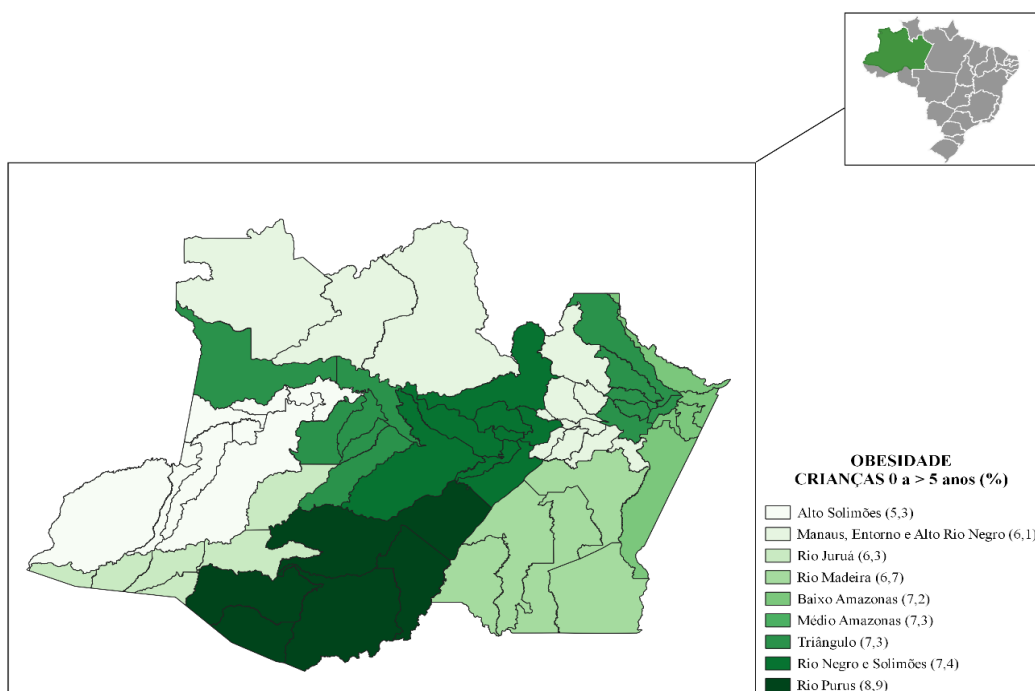 OBESIDADE
CRIANÇAS 0 a > 5 anos (%)
Alto Solimões (5,3)
Manaus, Entorno e Alto Rio Negro (6,1)
Rio Juruá (6,3)
Rio Madeira (6,7)
Baixo Amazonas (7,2)
Médio Amazonas (7,3)
Triângulo (7,3)
Rio Negro e Solimões (7,4)
Rio Purus (8,9)